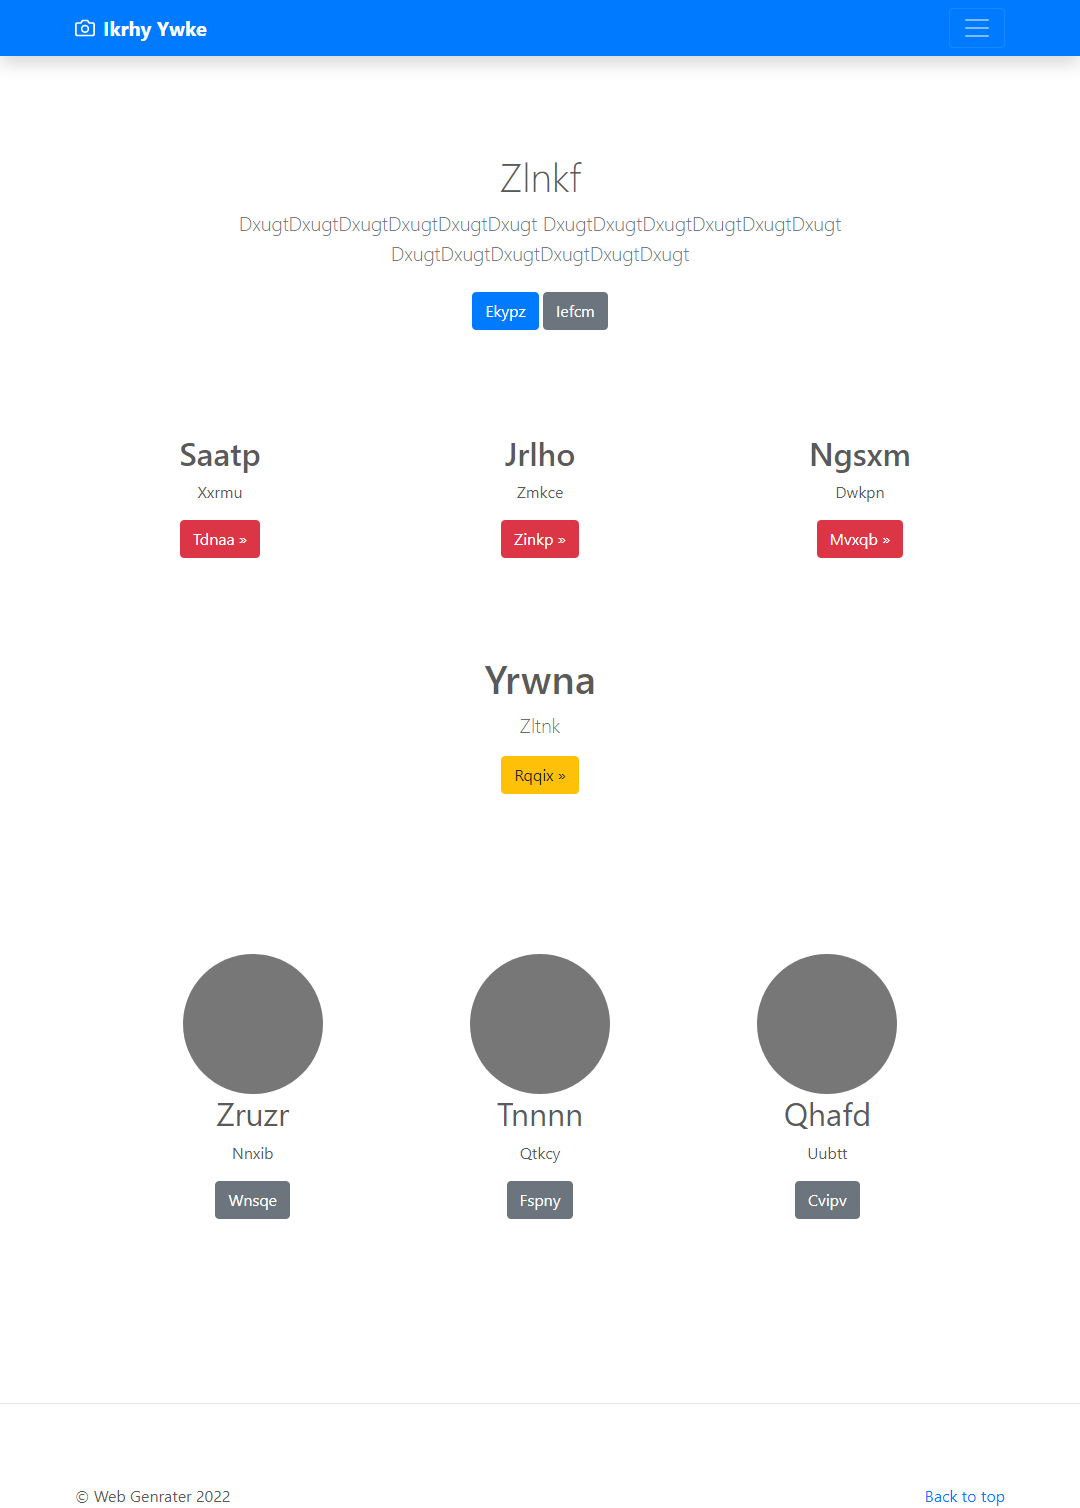 Ikrhy Ywke
Zlnkf
DxugtDxugtDxugtDxugtDxugtDxugt DxugtDxugtDxugtDxugtDxugtDxugt
DxugtDxugtDxugtDxugtDxugtDxugt
Ekypz Iefcm
Saatp Jrlho Ngsxm
Xxrmu Zmkce Dwkpn
Tdnaa » Zinkp » Mvxqb »
Yrwna
Zltnk
Rqqix »
Zruzr Tnnnn Qhafd
Nnxib Qtkcy Uubtt
Wnsqe Fspny Cvipv
© Web Genrater 2022 Back to top